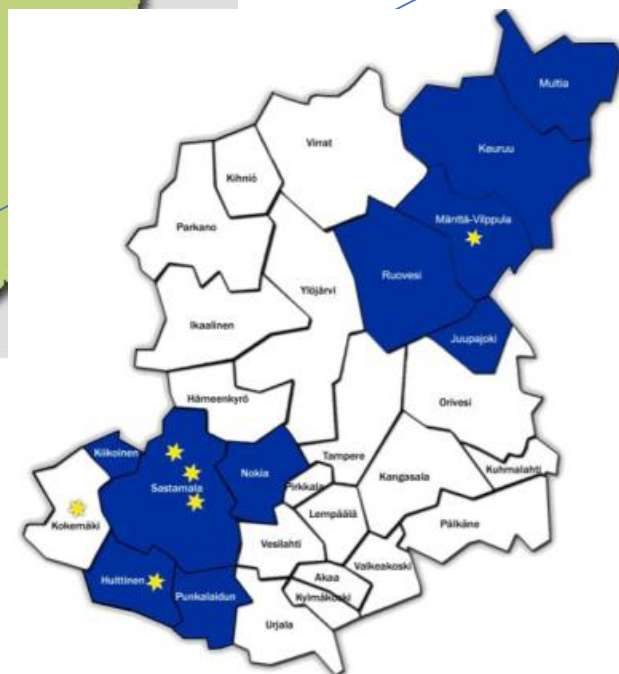 Multia
Virrat
Keuruu
Kihniö
Mänttä-Vilppula
Parkano
Ruovesi
Ylöjärvi
Ikaalinen
Juupajoki
Hämeenkyrö
Orivesi
Kiikoinen
Tampere
Nokia
Kuhmalahti
Sastamala
Pirkkala
Kangasala
Lempäälä
Kokemäki
Pälkäne
Vesilahti
Valkeakoski
Huittinen
Akaa
Punkalaidun
Kylmäkoski
Urjala